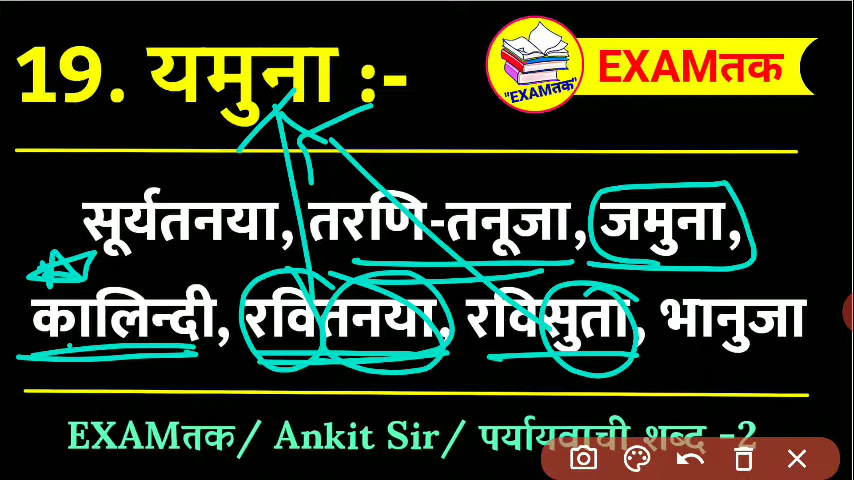 19. यमुना :-
"EXAMतक"
EXAMतक
सूर्यतनया, तरणि-तनूजा, जमुना,
कालिन्दी, रवितनया, रविसुता, भानुजा
EXAMतक/ Ankit Sir/ पर्यायवाची शब्द -2